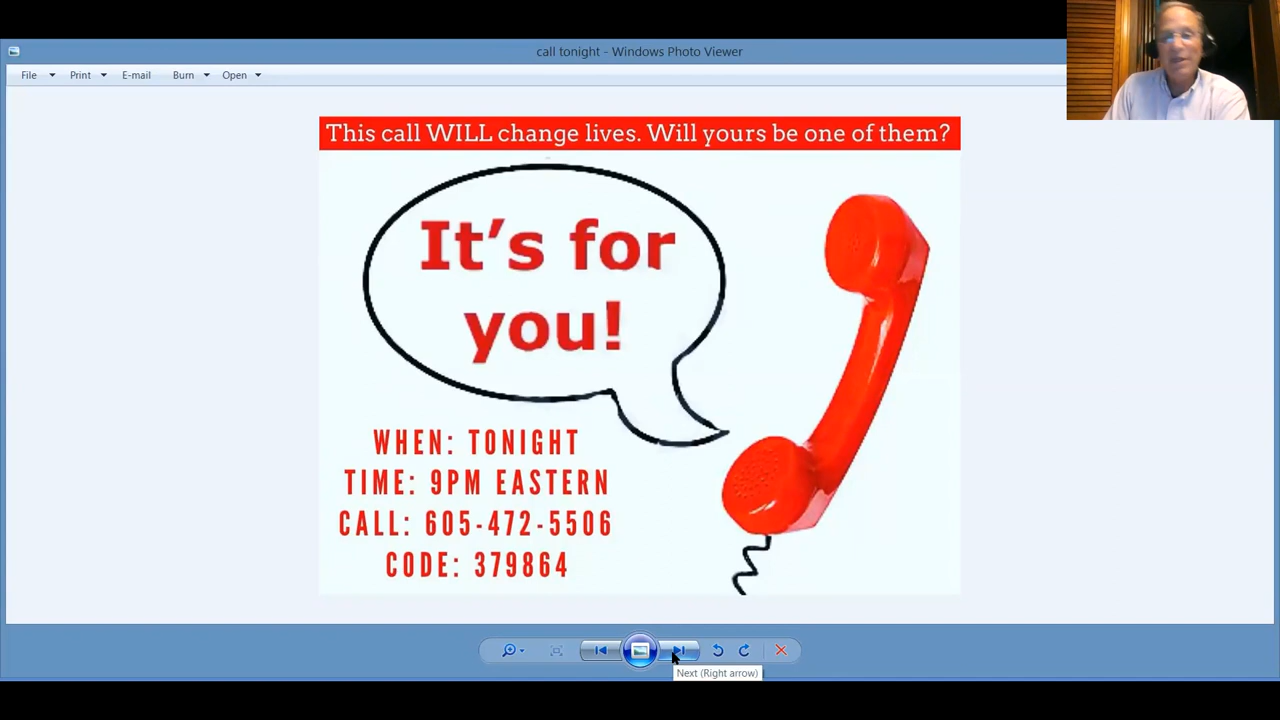 call tonight - Windows Photo Viewer
File Print E-mail Burn Open
This call WILL change lives. Will yours be one of them?
It's for
you!
WHEN: TONIGHT
TIME: 9PM EASTERN
CALL: 605-472-5506
CODE: 379864
Next (Right arrow)